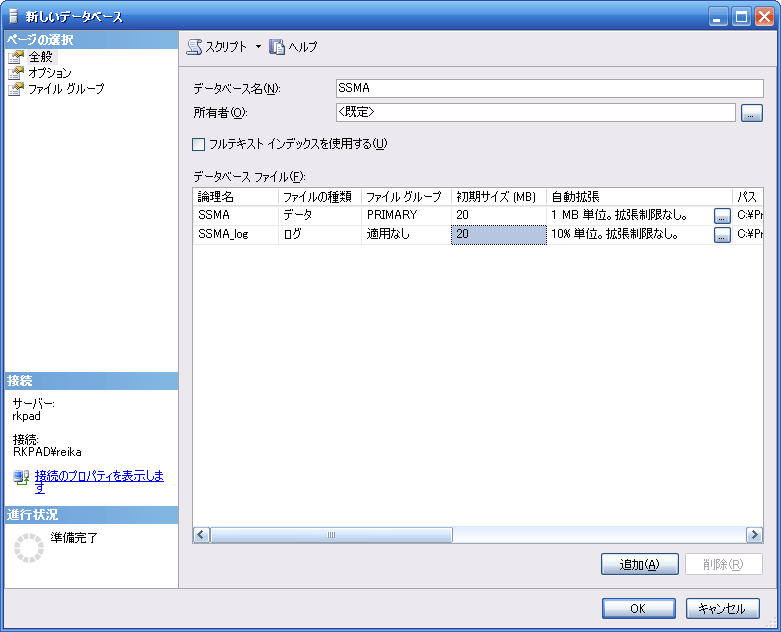 新しいデータベース
ページの選択
全般
オプション
ファイル グループ
スクリプト
ヘルプ
データベース名(N):
SSMA
所有者(O):
<既定>
...
フルテキスト インデックスを使用する(U)
データベース ファイル(F):
論理名 ファイルの種類 ファイル グループ 初期サイズ (MB) 自動拡張 パス
SSMA データ PRIMARY 20 1 MB 単位。拡張制限なし。 ... C:¥Pr
SSMA_log ログ 適用なし 20 10% 単位。拡張制限なし。 ... C:¥Pr
接続
サーバー:
rkpad
接続:
RKPAD¥reika
接続のプロパティを表示しま
す
進行状況
準備完了
追加(A) 削除(R)
OK キャンセル